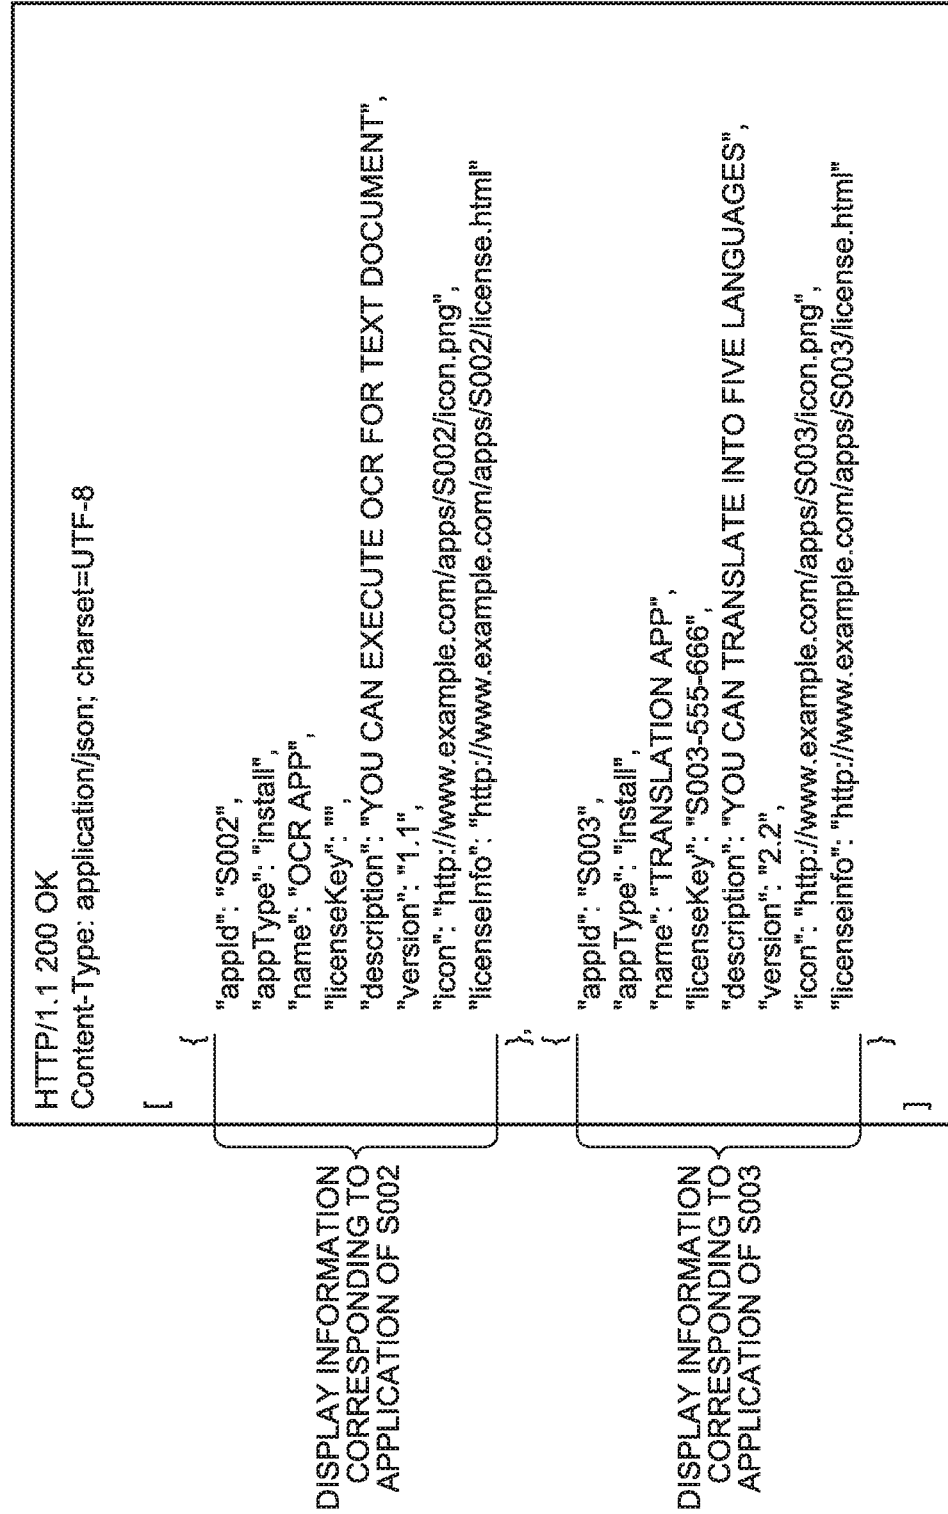 HTTP/1.1 200 OK
Content-Type: application/json; charset=UTF-8
[
{
"appId": "S002",
"appType": "install",
"name": "OCR APP",
"licenseKey": "",
"description": "YOU CAN EXECUTE OCR FOR TEXT DOCUMENT",
"version": "1.1",
"icon": "http://www.example.com/apps/S002/icon.png",
"licenseInfo": "http://www.example.com/apps/S002/license.html"
},
{
"appId": "S003",
"appType": "install",
"name": "TRANSLATION APP",
"licenseKey": "S003-555-666",
"description": "YOU CAN TRANSLATE INTO FIVE LANGUAGES",
"version": "2.2",
"icon": "http://www.example.com/apps/S003/icon.png",
"licenseInfo": "http://www.example.com/apps/S003/license.html"
}
]
DISPLAY INFORMATION
CORRESPONDING TO
APPLICATION OF S002
DISPLAY INFORMATION
CORRESPONDING TO
APPLICATION OF S003